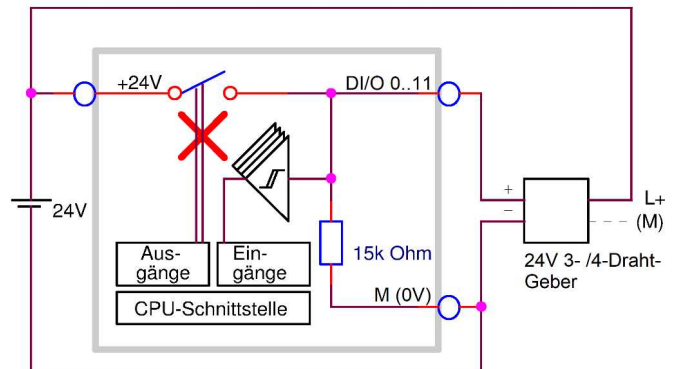 +24V
DI/O 0..11
24V
+
−
L+
(M)
15k Ohm
24V 3- /4-Draht-
Geber
Aus-
gänge
Ein-
gänge
M (0V)
CPU-Schnittstelle